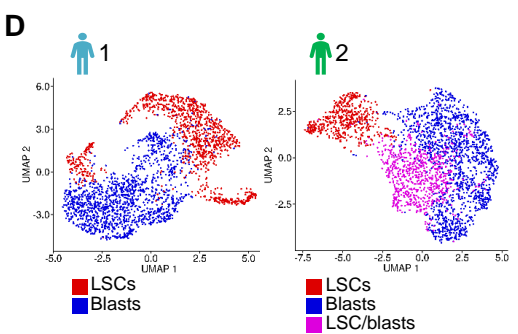 D
1
2
6.0
3.0
0.0
-3.0
UMAP 2
-5.0 -2.5 0.0 2.5 5.0
UMAP 1
LSCs
Blasts
2.5
0.0
-2.5
UMAP 2
-7.5 -5.0 -2.5 0.0 2.5 5.0
UMAP 1
LSCs
Blasts
LSC/blasts